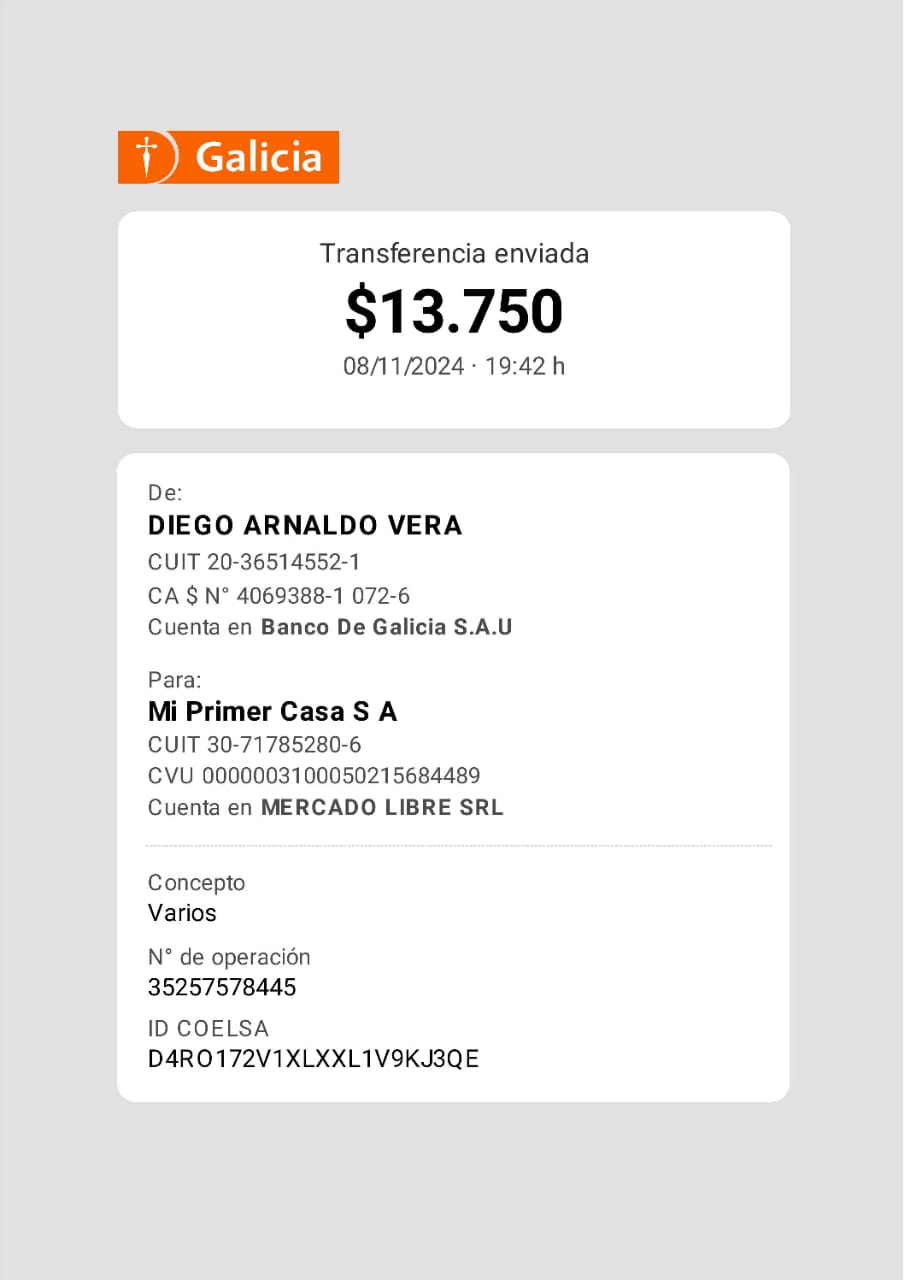 Galicia
Transferencia enviada
$13.750
08/11/2024 · 19:42 h
De:
DIEGO ARNALDO VERA
CUIT 20-36514552-1
CA $ N° 4069388-1 072-6
Cuenta en Banco De Galicia S.A.U
Para:
Mi Primer Casa S A
CUIT 30-71785280-6
CVU 0000003100050215684489
Cuenta en MERCADO LIBRE SRL
Concepto
Varios
N° de operación
35257578445
ID COELSA
D4RO172V1XLXXL1V9KJ3QE